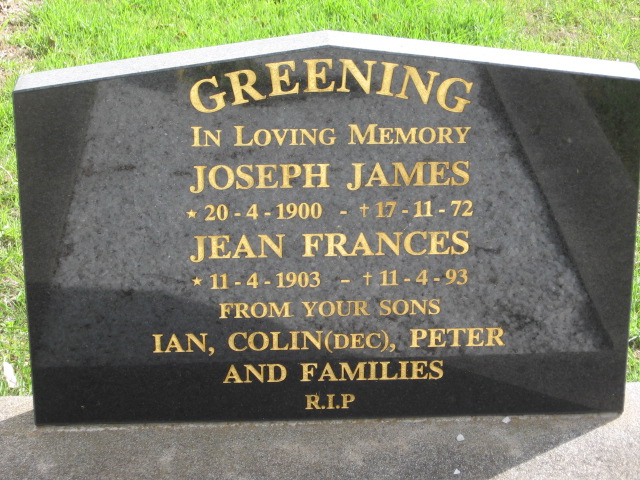 GREENING
IN LOVING MEMORY
JOSEPH JAMES
★ 20-4-1900 - † 17-11-72
JEAN FRANCES
★ 11-4-1903 - † 11-4-93
FROM YOUR SONS
IAN, COLIN(DEC), PETER
AND FAMILIES
R.I.P